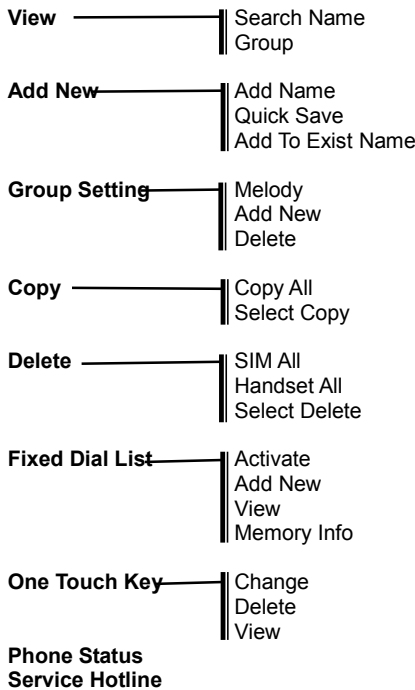 View Search Name
Group
Add New Add Name
Quick Save
Add To Exist Name
Group Setting Melody
Add New
Delete
Copy Copy All
Select Copy
Delete SIM All
Handset All
Select Delete
Fixed Dial List Activate
Add New
View
Memory Info
One Touch Key Change
Delete
View
Phone Status
Service Hotline